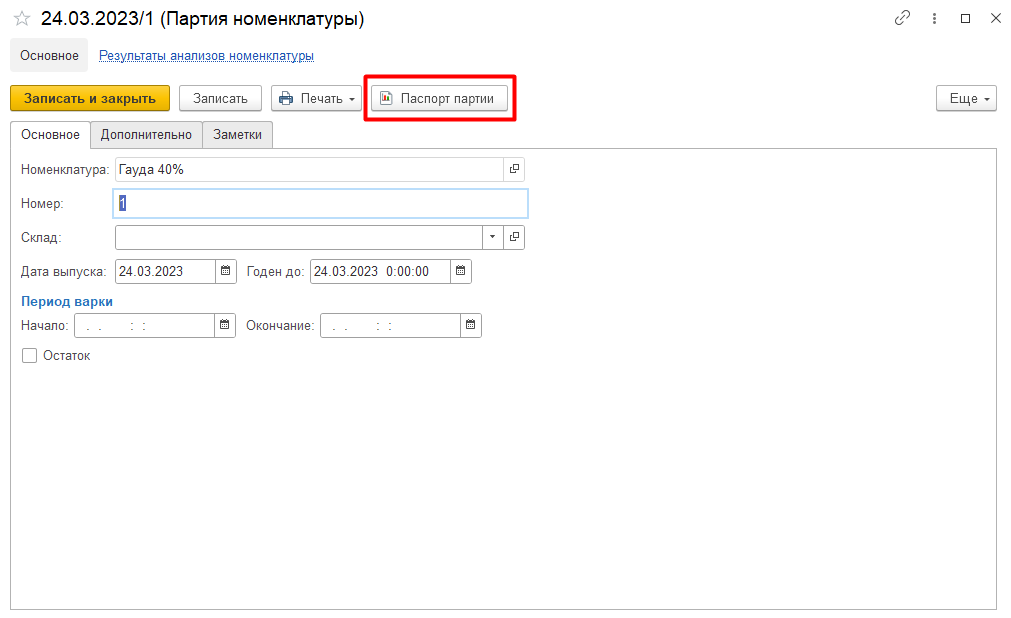 24.03.2023/1 (Партия номенклатуры)
Основное Результаты анализов номенклатуры
Записать и закрыть Записать Печать Паспорт партии Еще
Основное Дополнительно Заметки
Номенклатура: Гауда 40%
Номер: 1
Склад:
Дата выпуска: 24.03.2023 Годен до: 24.03.2023 0:00:00
Период варки
Начало: . . : : Окончание: . . : :
Остаток